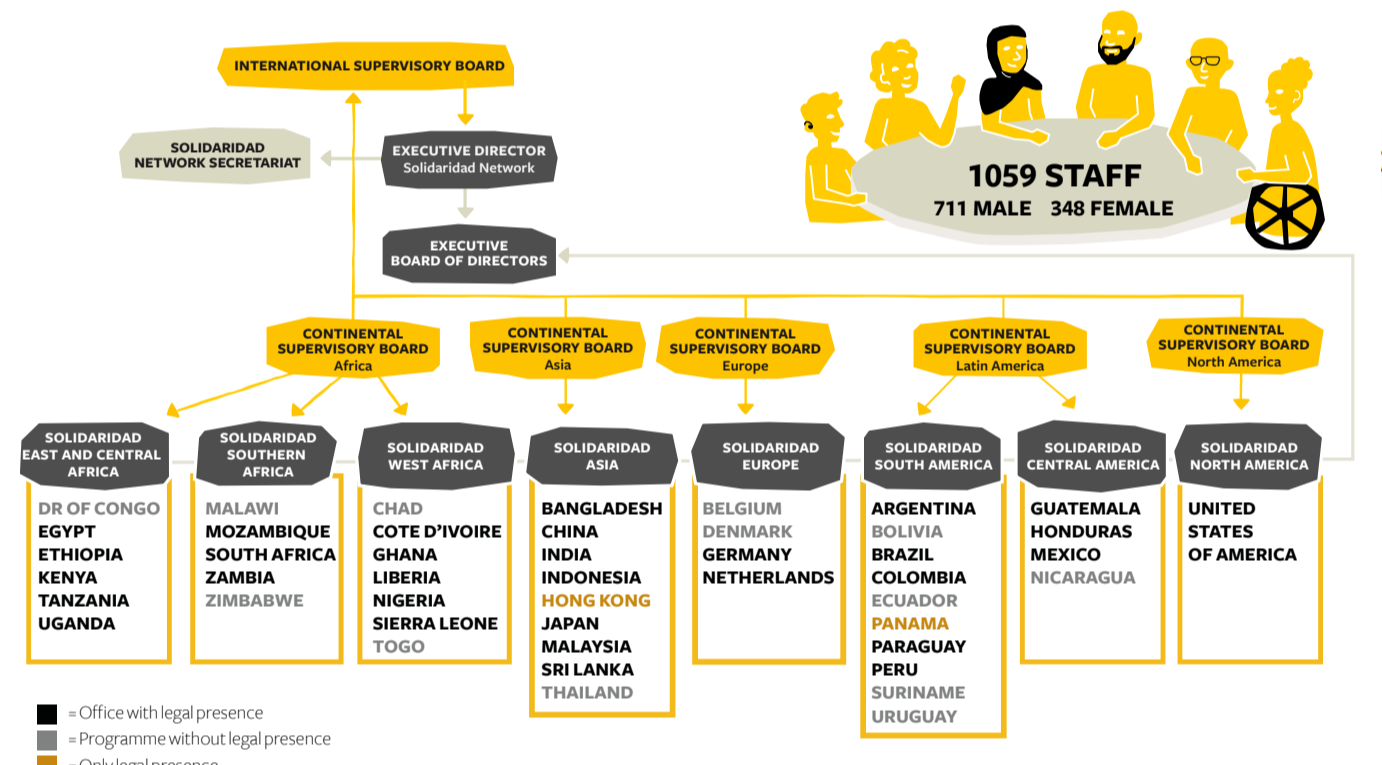 INTERNATIONAL SUPERVISORY BOARD
SOLIDARIDAD
NETWORK SECRETARIAT
EXECUTIVE DIRECTOR
Solidaridad Network
EXECUTIVE
BOARD OF DIRECTORS
1059 STAFF
711 MALE 348 FEMALE
CONTINENTAL
SUPERVISORY BOARD
Africa
CONTINENTAL
SUPERVISORY BOARD
Asia
CONTINENTAL
SUPERVISORY BOARD
Europe
CONTINENTAL
SUPERVISORY BOARD
Latin America
CONTINENTAL
SUPERVISORY BOARD
North America
SOLIDARIDAD
EAST AND CENTRAL
AFRICA
DR OF CONGO
EGYPT
ETHIOPIA
KENYA
TANZANIA
UGANDA
SOLIDARIDAD
SOUTHERN
AFRICA
MALAWI
MOZAMBIQUE
SOUTH AFRICA
ZAMBIA
ZIMBABWE
SOLIDARIDAD
WEST AFRICA
CHAD
COTE D'IVOIRE
GHANA
LIBERIA
NIGERIA
SIERRA LEONE
TOGO
SOLIDARIDAD
ASIA
BANGLADESH
CHINA
INDIA
INDONESIA
HONG KONG
JAPAN
MALAYSIA
SRI LANKA
THAILAND
SOLIDARIDAD
EUROPE
BELGIUM
DENMARK
GERMANY
NETHERLANDS
SOLIDARIDAD
SOUTH AMERICA
ARGENTINA
BOLIVIA
BRAZIL
COLOMBIA
ECUADOR
PANAMA
PARAGUAY
PERU
SURINAME
URUGUAY
SOLIDARIDAD
CENTRAL AMERICA
GUATEMALA
HONDURAS
MEXICO
NICARAGUA
SOLIDARIDAD
NORTH AMERICA
UNITED
STATES
OF AMERICA
= Office with legal presence
= Programme without legal presence
= Only legal presence